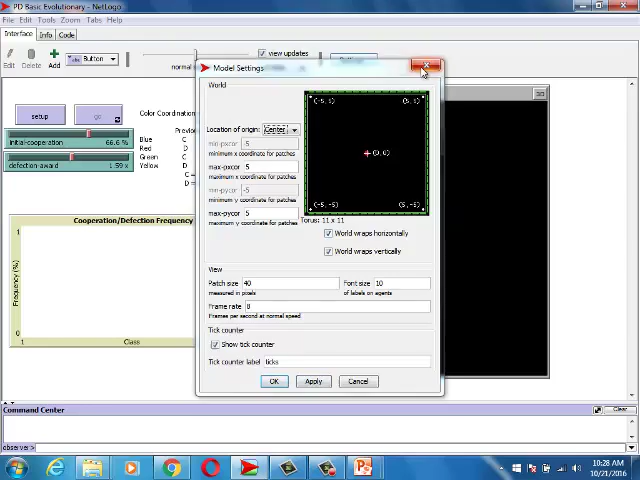 PD Basic Evolutionary - NetLogo
File Edit Tools Zoom Tabs Help
Interface Info Code
Edit Delete Add
abc Button
normal
view updates
Model Settings
World
Location of origin: Center
min-pxcor -5
minimum x coordinate for patches
max-pxcor 5
maximum x coordinate for patches
min-pycor -5
minimum y coordinate for patches
max-pycor 5
maximum y coordinate for patches
(0,0)
(-5,-5)
(5,-5)
Torus: 11 x 11
World wraps horizontally
World wraps vertically
View
Patch size 40
measured in pixels
Font size 10
of labels on agents
Frame rate 8
Frames per second at normal speed
Tick counter
Show tick counter
Tick counter label ticks
OK Apply Cancel
setup
go
Color Coordination
Previo
Blue C
Red D
Green C
Yellow D
C =
D =
initial-cooperation 66.6 %
defection-award 1.59 x
Cooperation/Defection Frequency
Frequency (%)
1
0
1
Class
Command Center
Clear
observer>
10:28 AM
10/21/2016